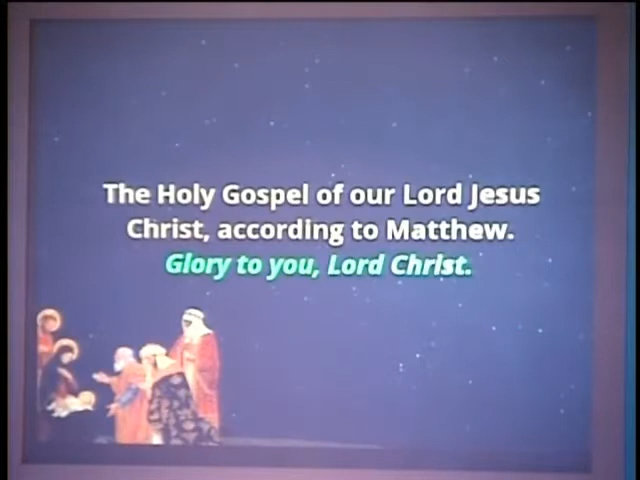 The Holy Gospel of our Lord Jesus
Christ, according to Matthew.
Glory to you, Lord Christ.